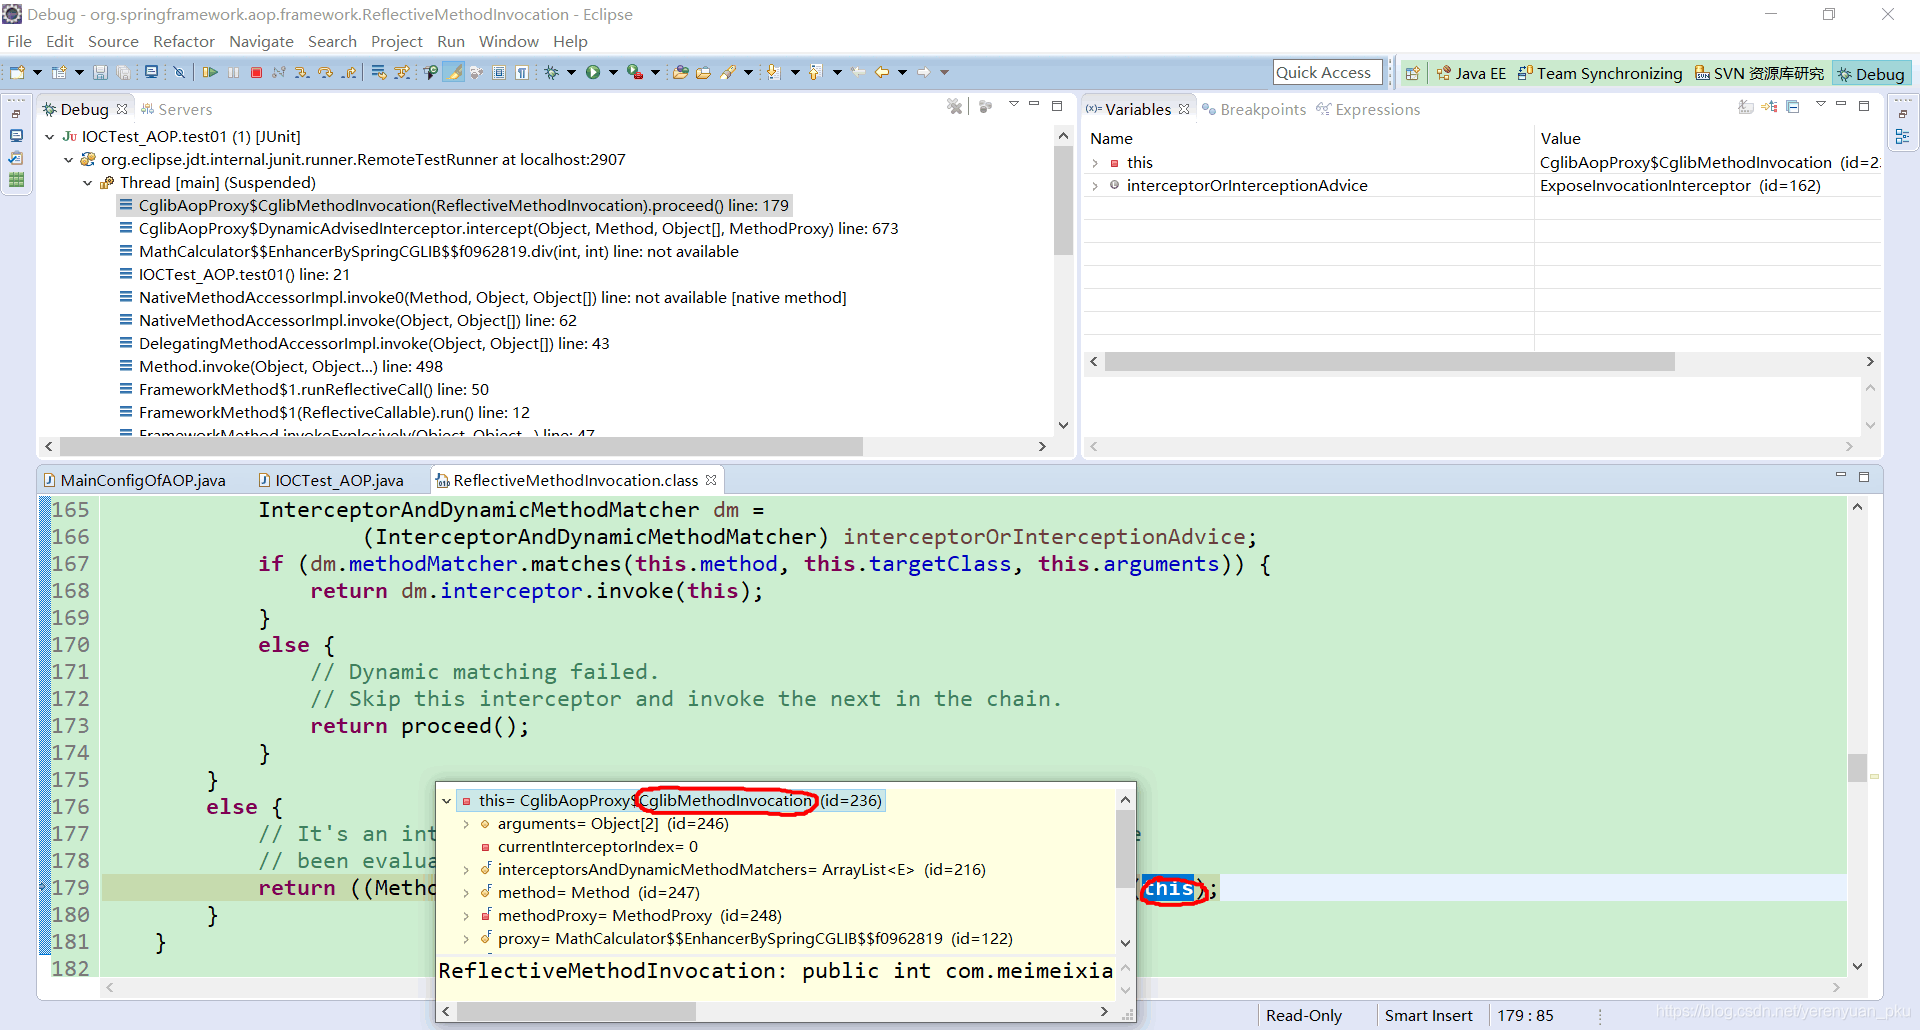 Debug - org.springframework.aop.framework.ReflectiveMethodInvocation - Eclipse
File Edit Source Refactor Navigate Search Project Run Window Help
Quick Access Java EE Team Synchronizing SVN 资源库研究 Debug
Debug Servers
IOCTest_AOP.test01 (1) [JUnit]
org.eclipse.jdt.internal.junit.runner.RemoteTestRunner at localhost:2907
Thread [main] (Suspended)
CglibAopProxy$CglibMethodInvocation(ReflectiveMethodInvocation).proceed() line: 179
CglibAopProxy$DynamicAdvisedInterceptor.intercept(Object, Method, Object[], MethodProxy) line: 673
MathCalculator$$EnhancerBySpringCGLIB$$f0962819.div(int, int) line: not available
IOCTest_AOP.test01() line: 21
NativeMethodAccessorImpl.invoke0(Method, Object, Object[]) line: not available [native method]
NativeMethodAccessorImpl.invoke(Object, Object[]) line: 62
DelegatingMethodAccessorImpl.invoke(Object, Object[]) line: 43
Method.invoke(Object, Object...) line: 498
FrameworkMethod$1.runReflectiveCall() line: 50
FrameworkMethod$1(ReflectiveCallable).run() line: 12
FrameworkMethod.invokeExplosively(Object, Object...) line: 47
(x)= Variables Breakpoints Expressions
Name Value
this CglibAopProxy$CglibMethodInvocation (id=2
interceptorOrInterceptionAdvice ExposeInvocationInterceptor (id=162)
MainConfigOfAOP.java IOCTest_AOP.java ReflectiveMethodInvocation.class
165 InterceptorAndDynamicMethodMatcher dm =
166 (InterceptorAndDynamicMethodMatcher) interceptorOrInterceptionAdvice;
167 if (dm.methodMatcher.matches(this.method, this.targetClass, this.arguments)) {
168 return dm.interceptor.invoke(this);
169 }
170 else {
171 // Dynamic matching failed.
172 // Skip this interceptor and invoke the next in the chain.
173 return proceed();
174 }
175 }
176 else {
177 // It's an int
178 // been evalua
179 return ((Metho (this);
180 }
181 }
182
this= CglibAopProxy$CglibMethodInvocation (id=236)
arguments= Object[2] (id=246)
currentInterceptorIndex= 0
interceptorsAndDynamicMethodMatchers= ArrayList<E> (id=216)
method= Method (id=247)
methodProxy= MethodProxy (id=248)
proxy= MathCalculator$$EnhancerBySpringCGLIB$$f0962819 (id=122)
ReflectiveMethodInvocation: public int com.meimeixia
Read-Only Smart Insert 179 : 85
https://blog.csdn.net/yerenyuan_pku